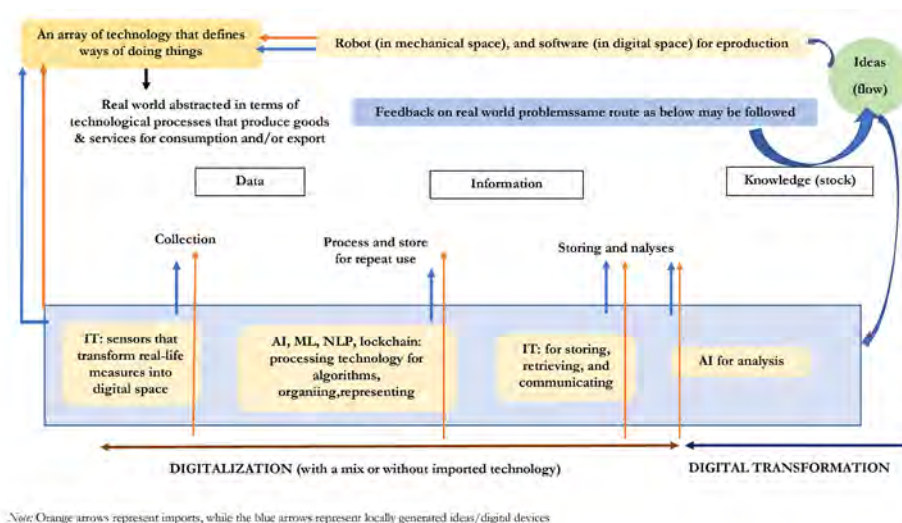 An array of technology that defines
ways of doing things
Robot (in mechanical space), and software (in digital space) for eproduction
Ideas
(flow)
Real world abstracted in terms of
technological processes that produce goods
& services for consumption and/or export
Feedback on real world problemssame route as below may be followed
Data
Information
Knowledge (stock)
Collection
Process and store
for repeat use
Storing and nalyses
IT: sensors that
transform real-life
measures into
digital space
AI, ML, NLP, lockchain:
processing technology for
algorithms,
organiing,representing
IT: for storing,
retrieving, and
communicating
AI for analysis
DIGITALIZATION (with a mix or without imported technology)
DIGITAL TRANSFORMATION
Note: Orange arrows represent imports, while the blue arrows represent locally generated ideas/digital devices